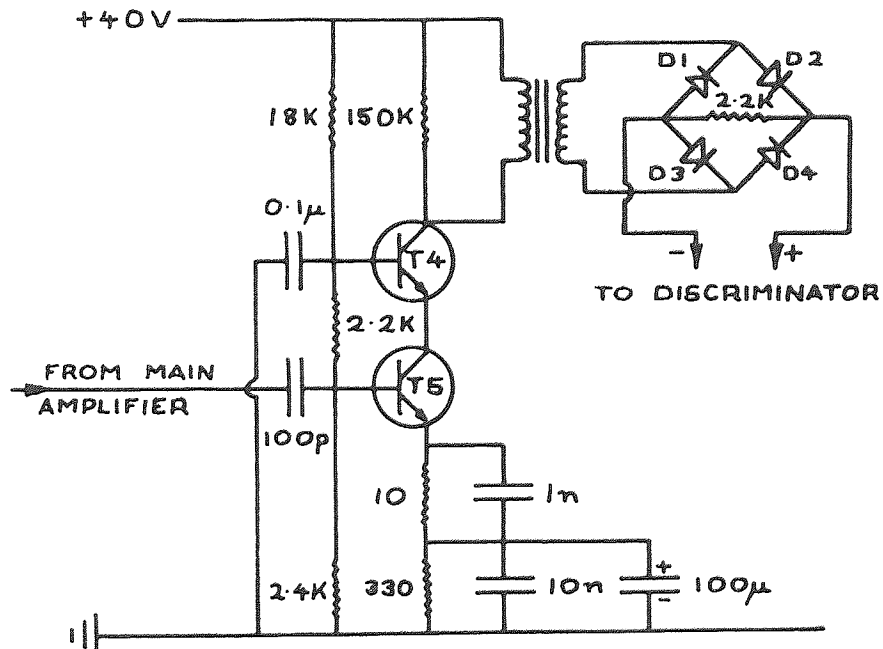 +40V
D1
D2
2.2K
18K
150K
D3
D4
0.1μ
T4
- +
TO DISCRIMINATOR
2.2K
FROM MAIN
AMPLIFIER
T5
100p
10
1n
2.4K
330
10n
+
-
100μ